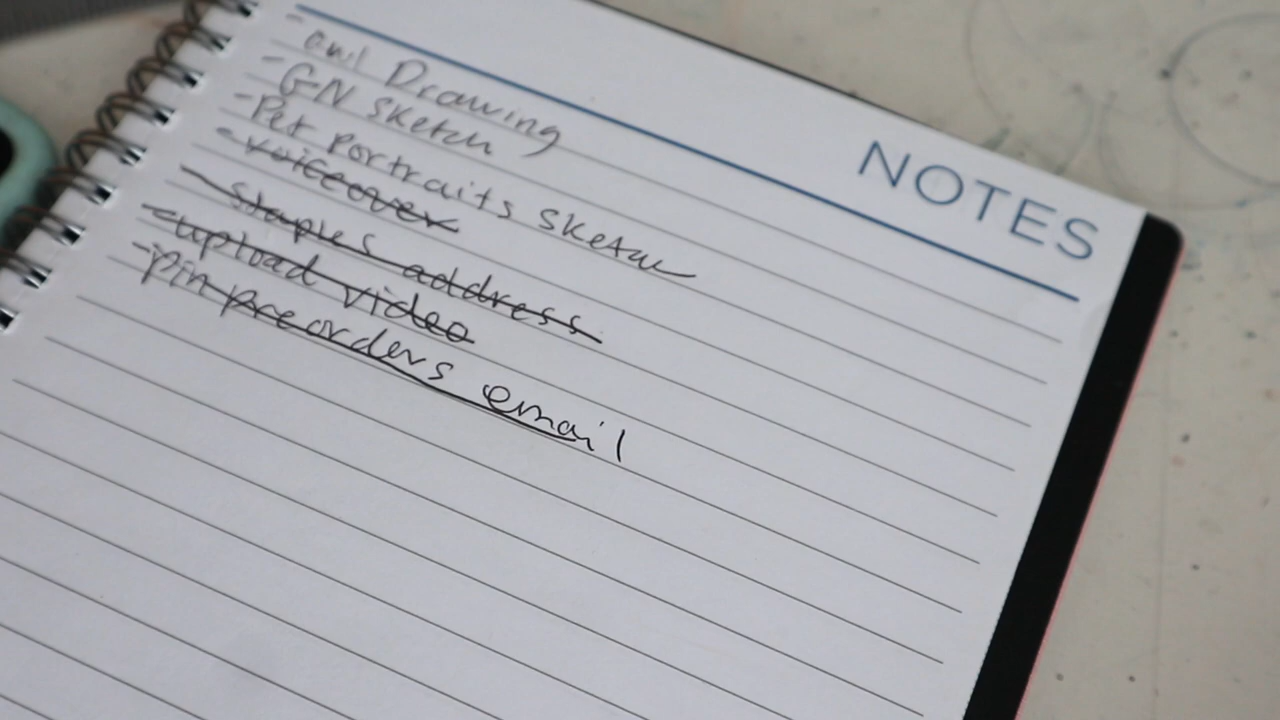 NOTES
- owl Drawing
- GN sketch
- Pet portraits sketch
- voiceover
- staples address
- upload video
- pin preorders email